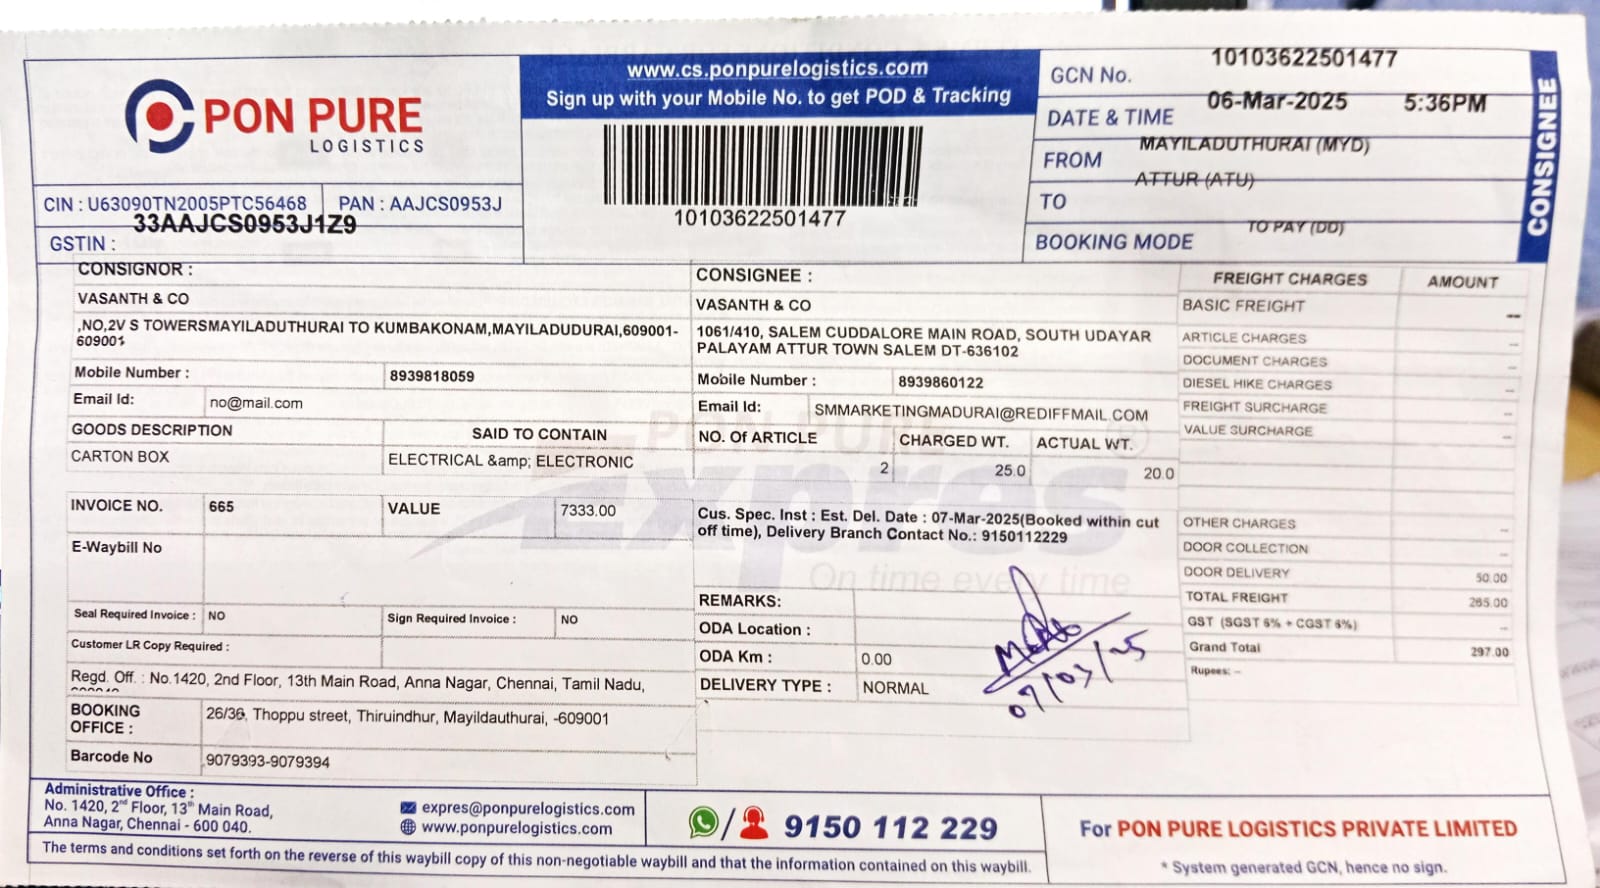 PON PURE
LOGISTICS
www.cs.ponpurelogistics.com
Sign up with your Mobile No. to get POD & Tracking
10103622501477
GCN No. 10103622501477
DATE & TIME 06-Mar-2025 5:36PM
FROM MAYILADUTHURAI (MYD)
TO ATTUR (ATU)
BOOKING MODE TO PAY (DD)
CONSIGNEE
CIN : U63090TN2005PTC56468 PAN : AAJCS0953J
GSTIN : 33AAJCS0953J1Z9
CONSIGNOR :
VASANTH & CO
,NO,2V S TOWERSMAYILADUTHURAI TO KUMBAKONAM,MAYILADUDURAI,609001-
609001
Mobile Number : 8939818059
Email Id: no@mail.com
GOODS DESCRIPTION SAID TO CONTAIN
CARTON BOX ELECTRICAL &amp; ELECTRONIC
INVOICE NO. 665 VALUE 7333.00
E-Waybill No
Seal Required Invoice : NO Sign Required Invoice : NO
Customer LR Copy Required :
Regd. Off. : No.1420, 2nd Floor, 13th Main Road, Anna Nagar, Chennai, Tamil Nadu,
BOOKING OFFICE : 26/36, Thoppu street, Thiruindhur, Mayildauthurai, -609001
Barcode No 9079393-9079394
CONSIGNEE :
VASANTH & CO
1061/410, SALEM CUDDALORE MAIN ROAD, SOUTH UDAYAR
PALAYAM ATTUR TOWN SALEM DT-636102
Mobile Number : 8939860122
Email Id: SMMARKETINGMADURAI@REDIFFMAIL.COM
NO. Of ARTICLE CHARGED WT. ACTUAL WT.
2 25.0 20.0
PON PURE
Expres
On time every time
Cus. Spec. Inst : Est. Del. Date : 07-Mar-2025(Booked within cut
off time), Delivery Branch Contact No.: 9150112229
REMARKS:
ODA Location :
ODA Km : 0.00
DELIVERY TYPE : NORMAL
07/03/25
FREIGHT CHARGES AMOUNT
BASIC FREIGHT --
ARTICLE CHARGES --
DOCUMENT CHARGES --
DIESEL HIKE CHARGES --
FREIGHT SURCHARGE --
VALUE SURCHARGE --
OTHER CHARGES --
DOOR COLLECTION --
DOOR DELIVERY 50.00
TOTAL FREIGHT 265.00
GST (SGST 6% + CGST 6%) --
Grand Total 297.00
Rupees: --
Administrative Office :
No. 1420, 2nd Floor, 13th Main Road,
Anna Nagar, Chennai - 600 040.
expres@ponpurelogistics.com
www.ponpurelogistics.com
/ 9150 112 229
For PON PURE LOGISTICS PRIVATE LIMITED
* System generated GCN, hence no sign.
The terms and conditions set forth on the reverse of this waybill copy of this non-negotiable waybill and that the information contained on this waybill.